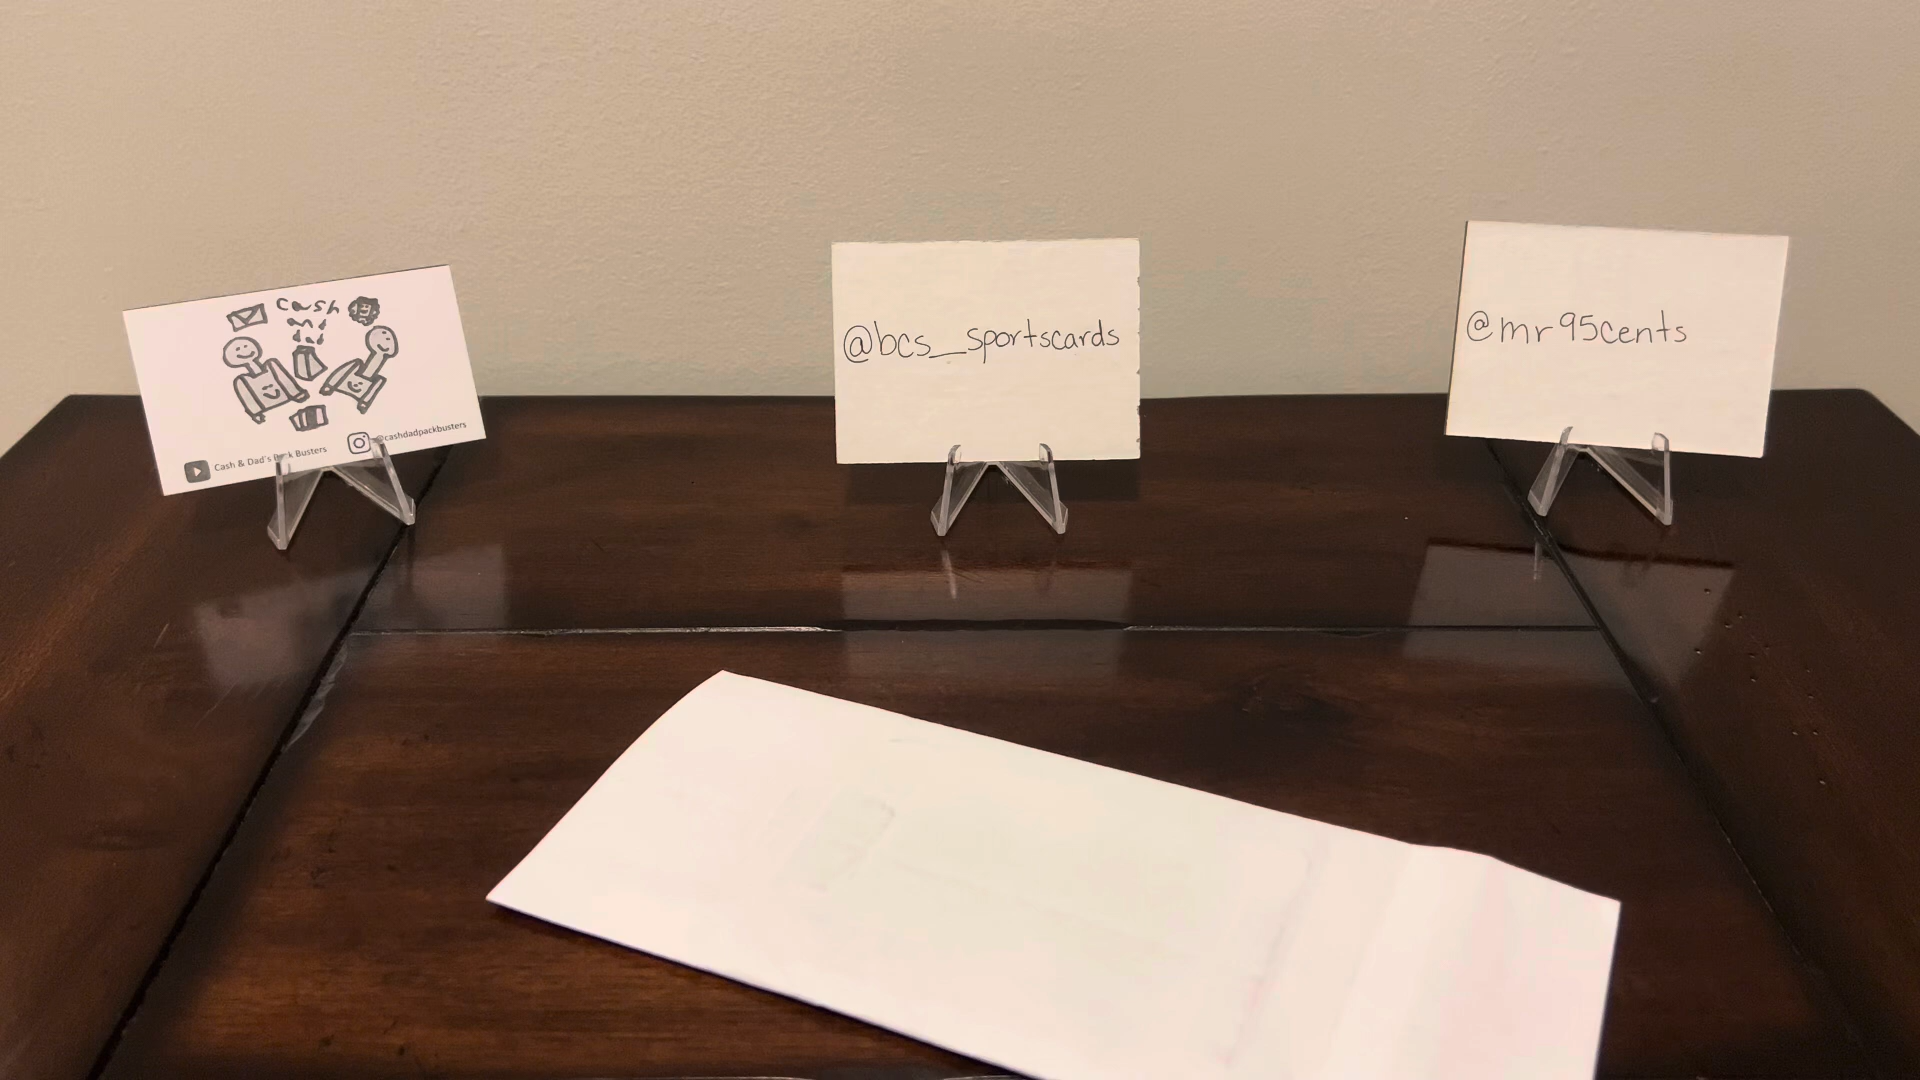 cash
and
dad
Cash & Dad's Pack Busters
@cashdadpackbusters
@bcs_sportscards
@mr95cents